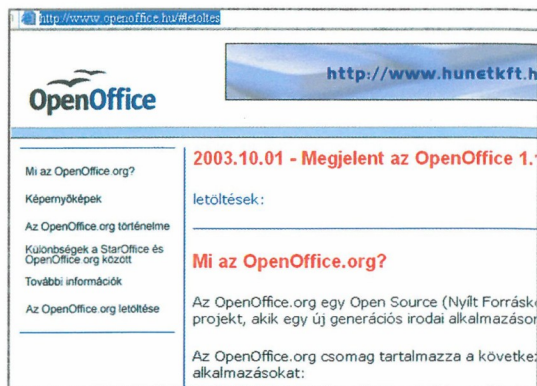 http://www.openoffice.hu/#letoltes
http://www.hunetkft.h
OpenOffice
2003.10.01 - Megjelent az OpenOffice 1.
Mi az OpenOffice.org?
Képernyőképek
letöltések:
Az OpenOffice.org történelme
Különbségek a StarOffice és
OpenOffice.org között
További információk
Az OpenOffice.org letöltése
Mi az OpenOffice.org?
Az OpenOffice.org egy Open Source (Nyílt Forrásk
projekt, akik egy új generációs irodai alkalmazáso
Az OpenOffice.org csomag tartalmazza a követke
alkalmazásokat: